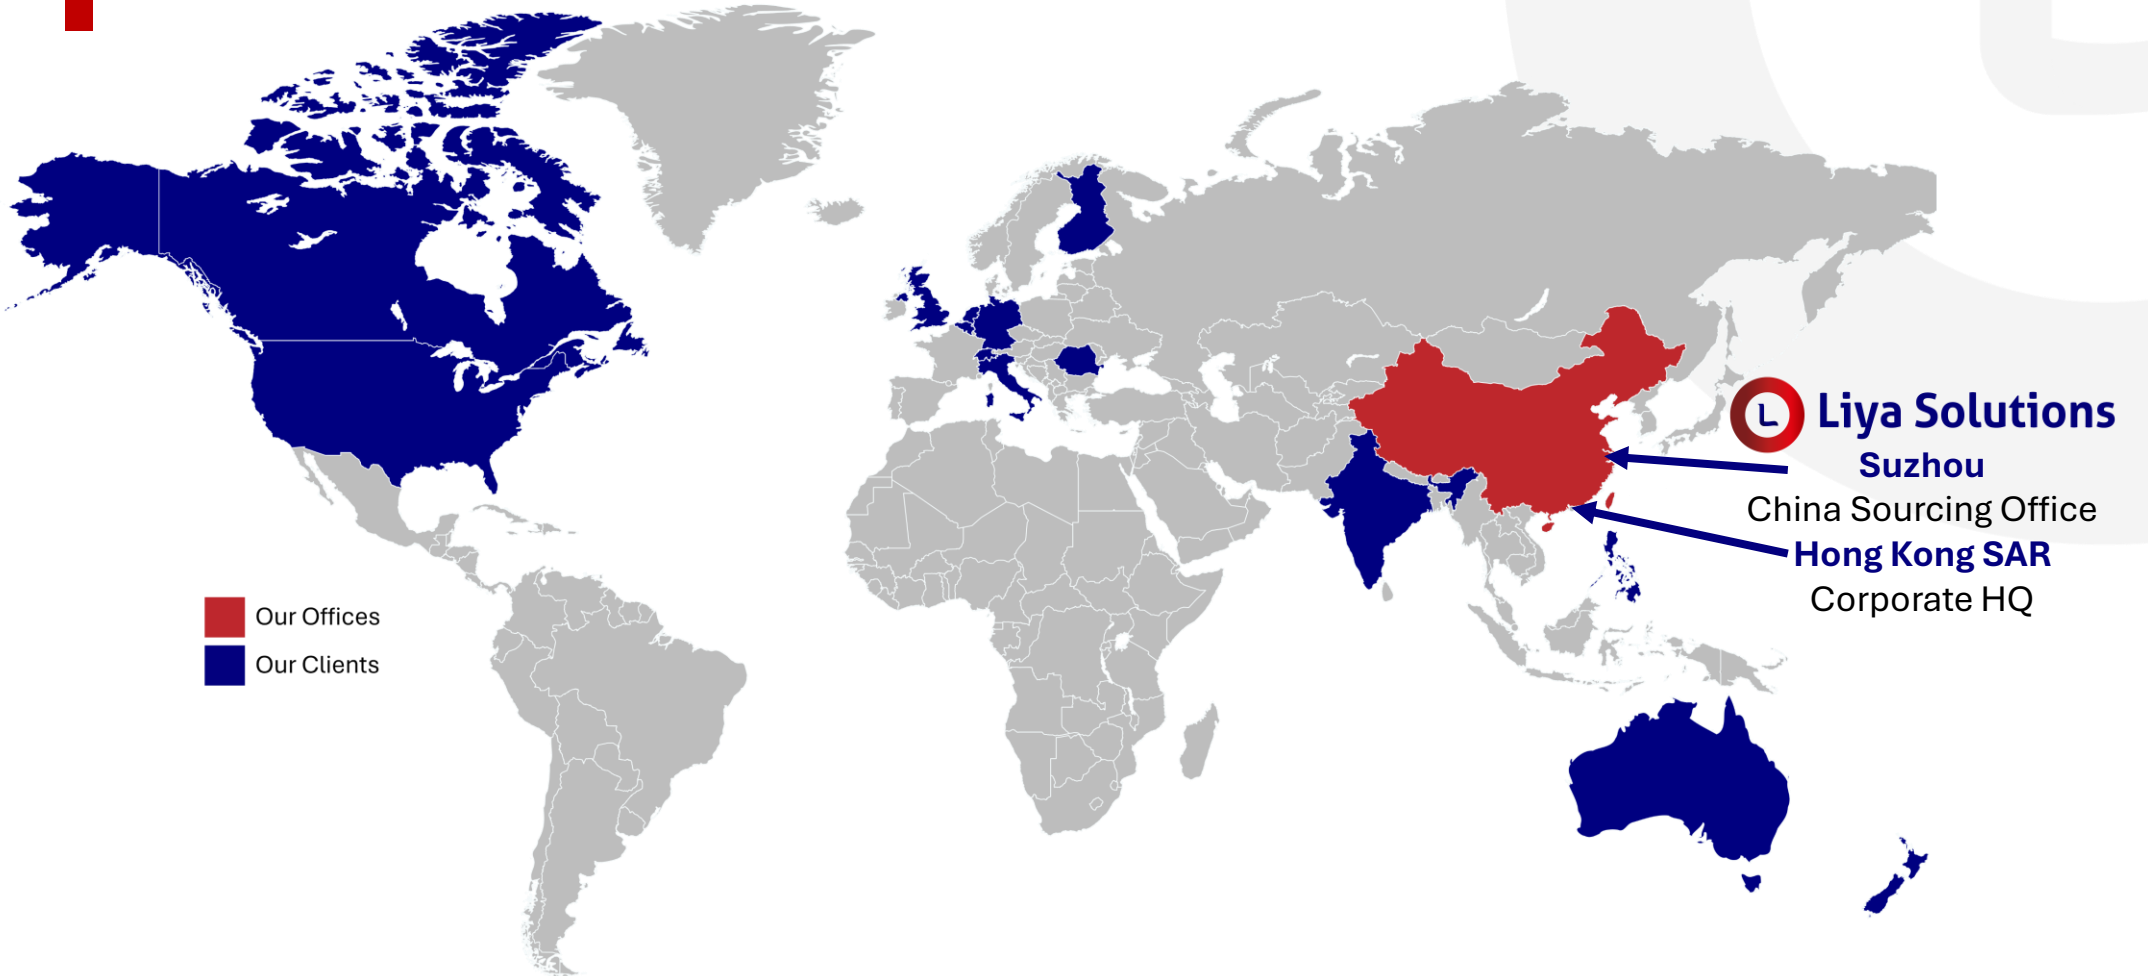 L Liya Solutions
Suzhou
China Sourcing Office
Hong Kong SAR
Corporate HQ
Our Offices
Our Clients